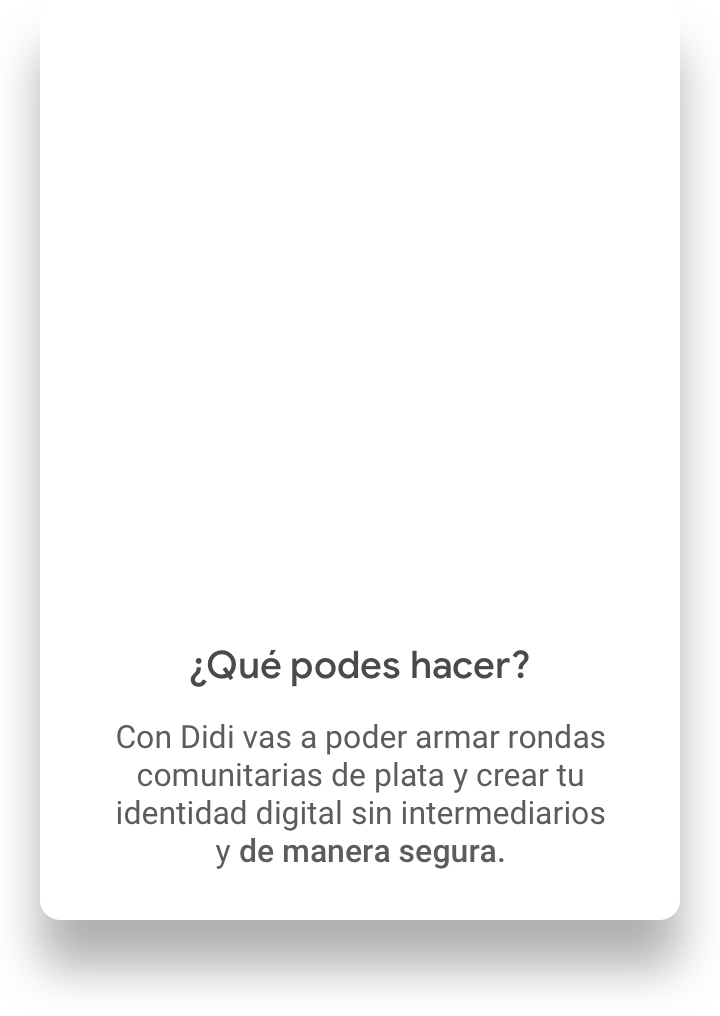 ¿Qué podes hacer?
Con Didi vas a poder armar rondas
comunitarias de plata y crear tu
identidad digital sin intermediarios
y de manera segura.